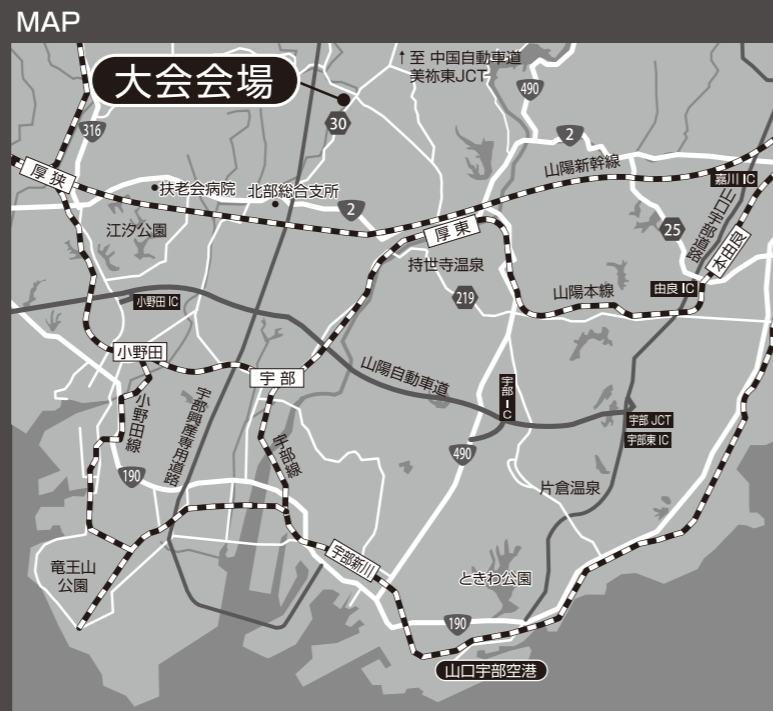 MAP
大会会場
↑至 中国自動車道
美祢東JCT
490
2
316
30
山陽新幹線
厚狭
扶老会病院
北部総合支所
嘉川 IC
2
江汐公園
厚東
25
山口宇部道路
本由良
持世寺温泉
219
山陽本線
由良 IC
小野田 IC
小野田
宇部
山陽自動車道
宇部IC
小野田線
宇部興産専用道路
宇部線
宇部 JCT
宇部東 IC
490
190
片倉温泉
宇部新川
竜王山
公園
ときわ公園
190
山口宇部空港